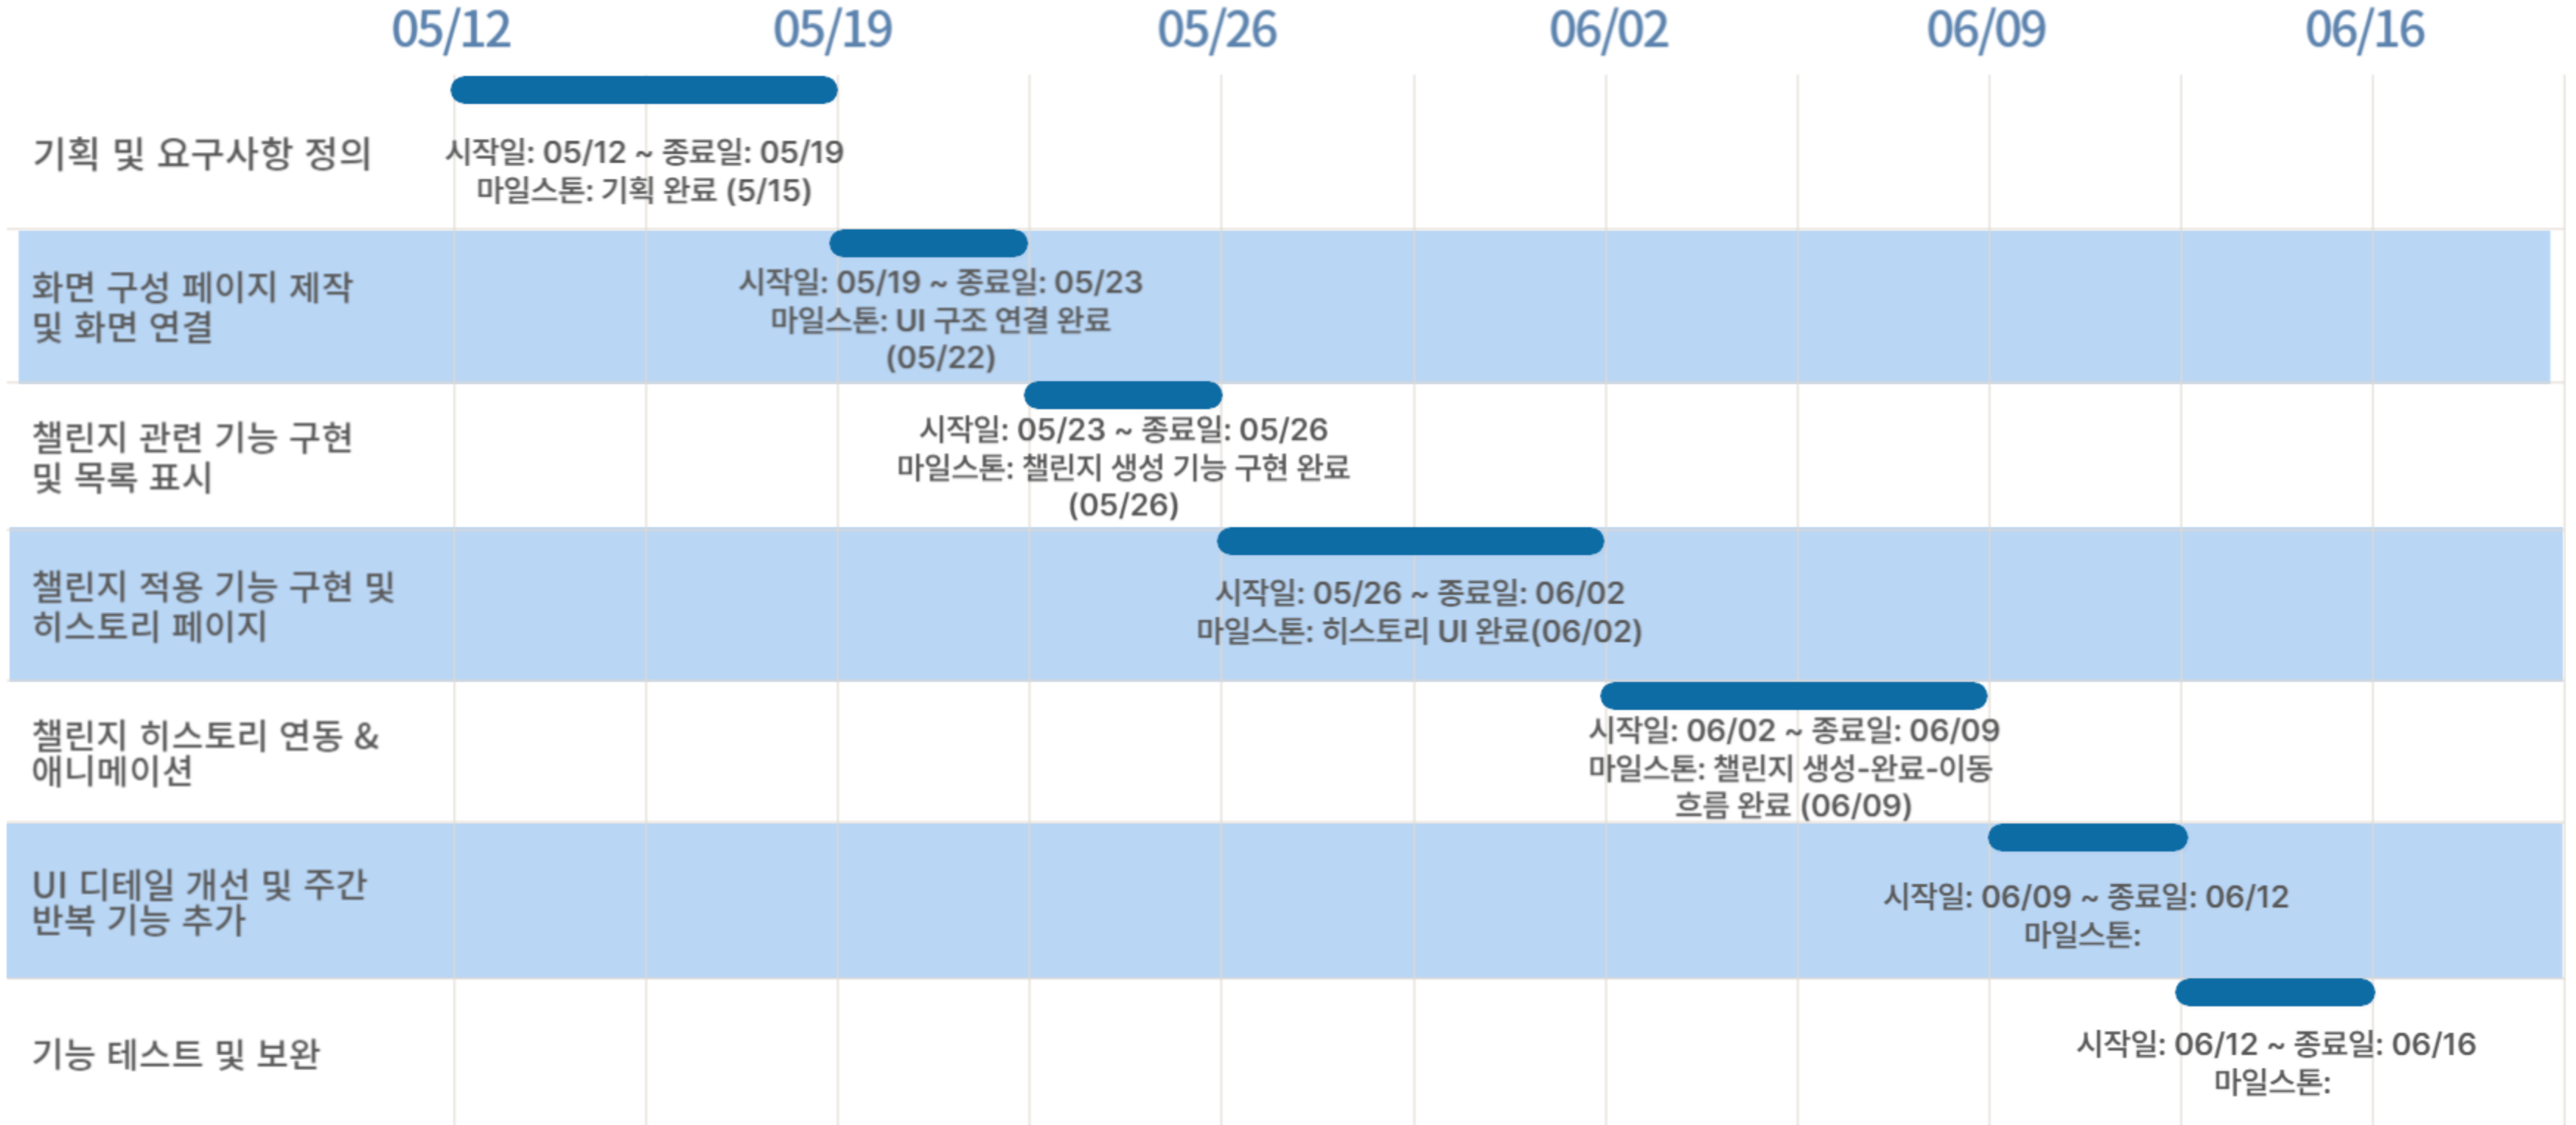 05/12 05/19 05/26 06/02 06/09 06/16
기획 및 요구사항 정의
시작일: 05/12 ~ 종료일: 05/19
마일스톤: 기획 완료 (5/15)
화면 구성 페이지 제작
및 화면 연결
시작일: 05/19 ~ 종료일: 05/23
마일스톤: UI 구조 연결 완료
(05/22)
챌린지 관련 기능 구현
및 목록 표시
시작일: 05/23 ~ 종료일: 05/26
마일스톤: 챌린지 생성 기능 구현 완료
(05/26)
챌린지 적용 기능 구현 및
히스토리 페이지
시작일: 05/26 ~ 종료일: 06/02
마일스톤: 히스토리 UI 완료(06/02)
챌린지 히스토리 연동 &
애니메이션
시작일: 06/02 ~ 종료일: 06/09
마일스톤: 챌린지 생성-완료-이동
흐름 완료 (06/09)
UI 디테일 개선 및 주간
반복 기능 추가
시작일: 06/09 ~ 종료일: 06/12
마일스톤:
기능 테스트 및 보완
시작일: 06/12 ~ 종료일: 06/16
마일스톤: